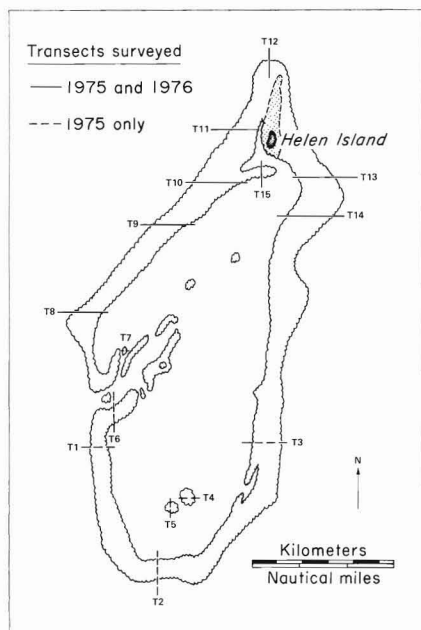 T12
Transects surveyed
1975 and 1976
1975 only
T11
Helen Island
T10
T15
T13
T9
T14
T8
T7
T6
T1
T3
T4
T5
N
Kilometers
Nautical miles
T2